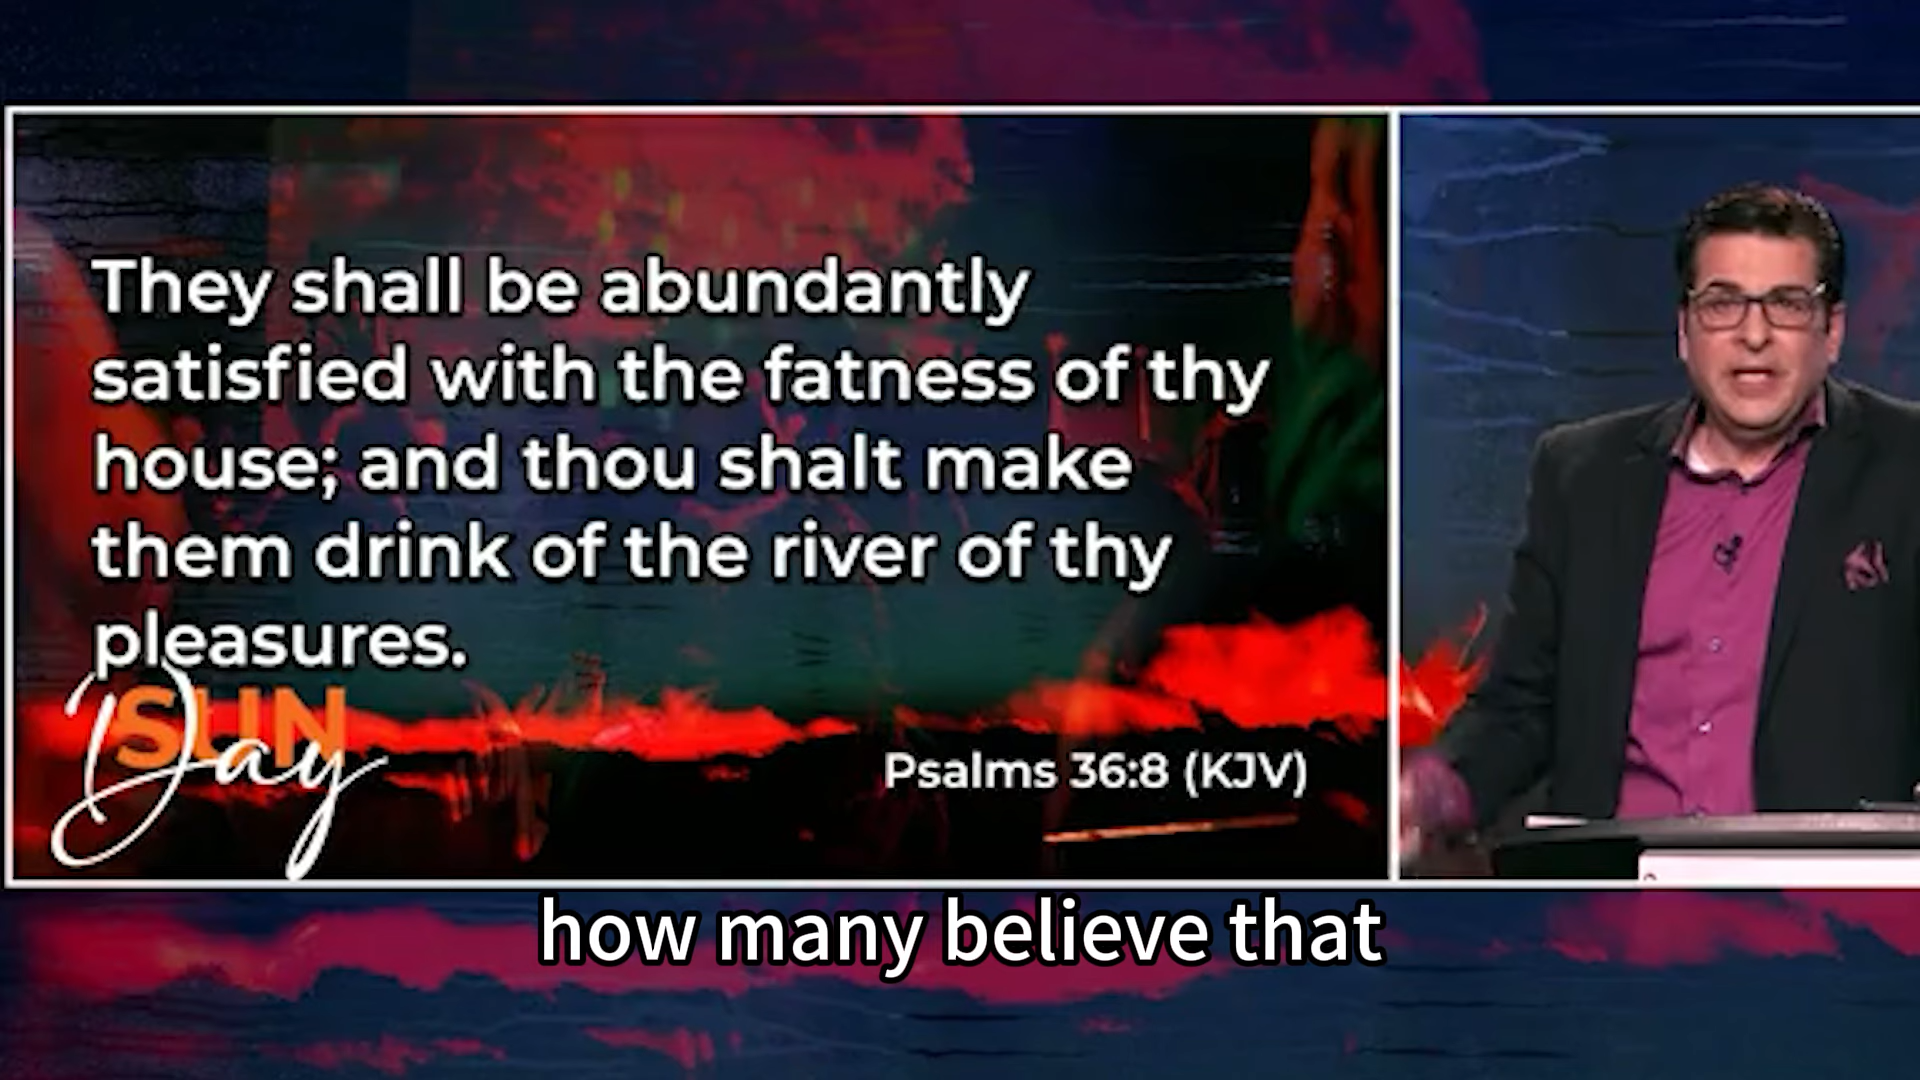 They shall be abundantly
satisfied with the fatness of thy
house; and thou shalt make
them drink of the river of thy
pleasures.
SUN
Day
Psalms 36:8 (KJV)
how many believe that